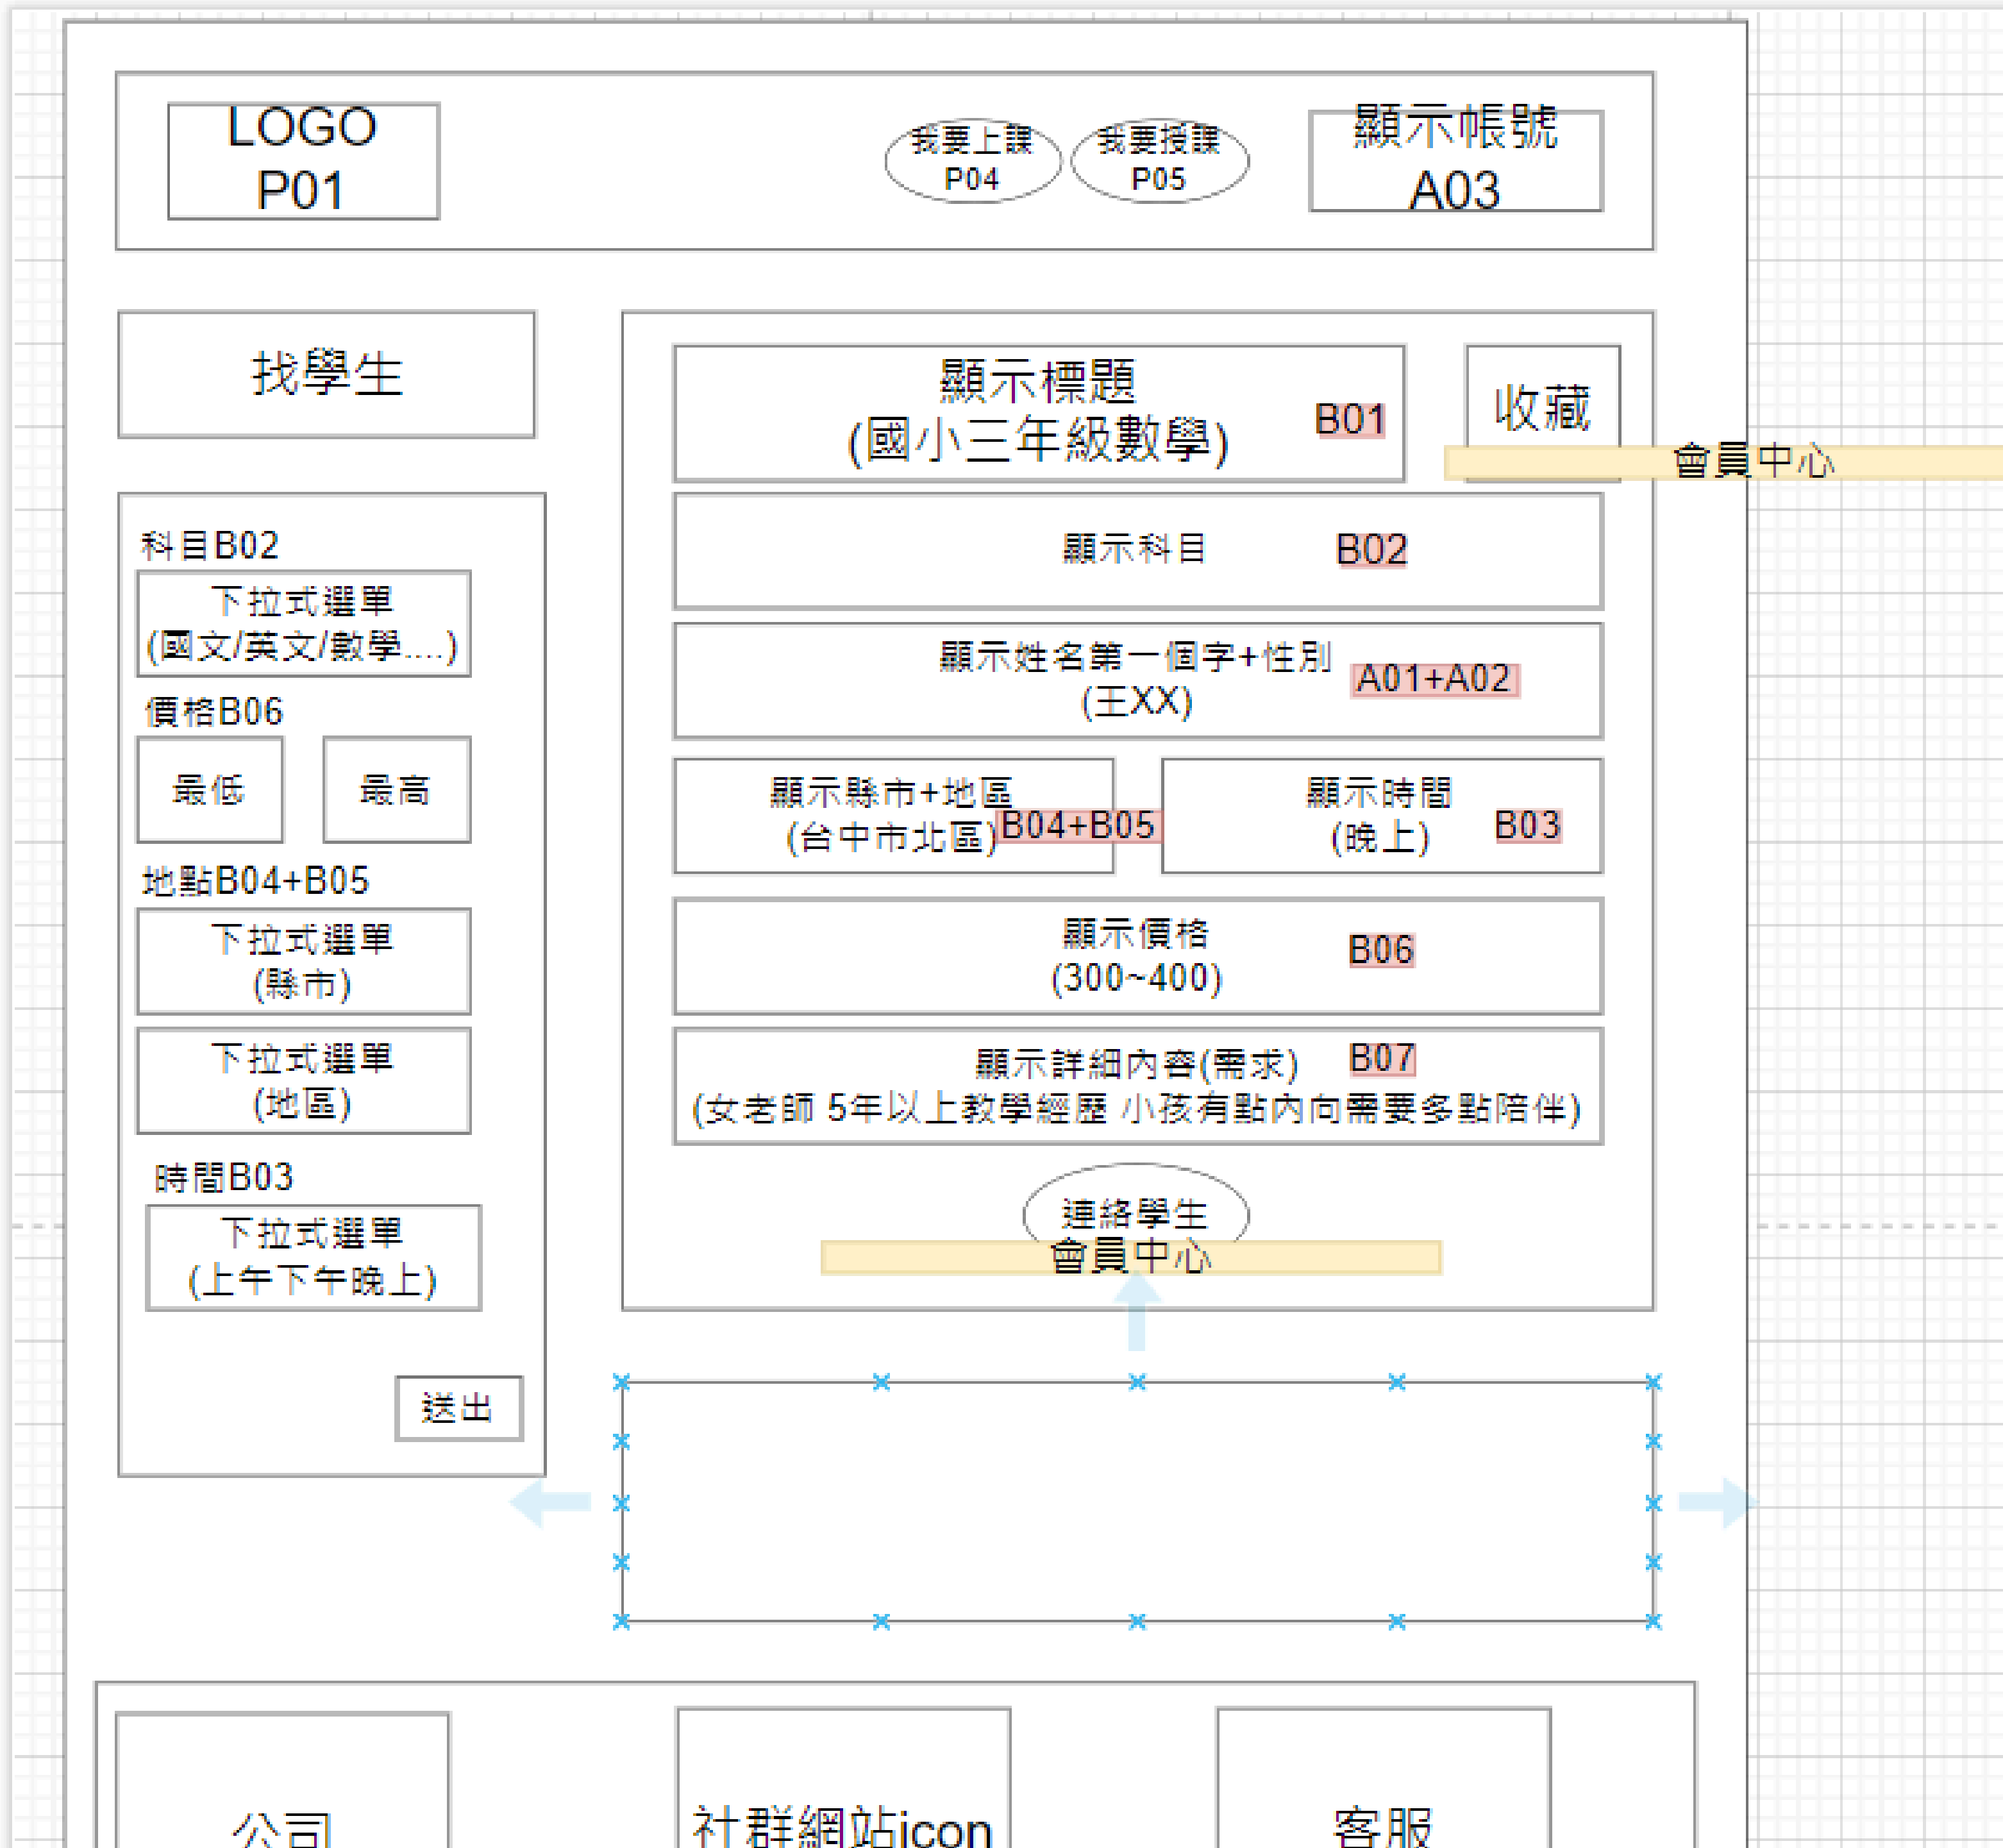 LOGO
P01
我要上課
P04
我要授課
P05
顯示帳號
A03
找學生
科目B02
下拉式選單
(國文/英文/數學....)
價格B06
最低
最高
地點B04+B05
下拉式選單
(縣市)
下拉式選單
(地區)
時間B03
下拉式選單
(上午下午晚上)
送出
顯示標題
(國小三年級數學)
B01
收藏
會員中心
顯示科目
B02
顯示姓名第一個字+性別
(王XX)
A01+A02
顯示縣市+地區
(台中市北區)
B04+B05
顯示時間
(晚上)
B03
顯示價格
(300~400)
B06
顯示詳細內容(需求)
B07
(女老師 5年以上教學經歷 小孩有點內向需要多點陪伴)
連絡學生
會員中心
公司
社群網站icon
客服